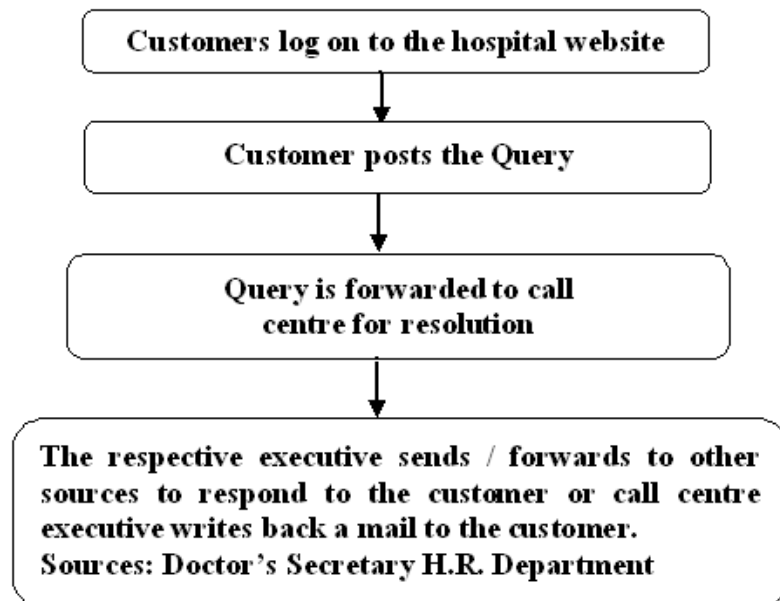 Customers log on to the hospital website
Customer posts the Query
Query is forwarded to call
centre for resolution
The respective executive sends / forwards to other
sources to respond to the customer or call centre
executive writes back a mail to the customer.
Sources: Doctor's Secretary H.R. Department